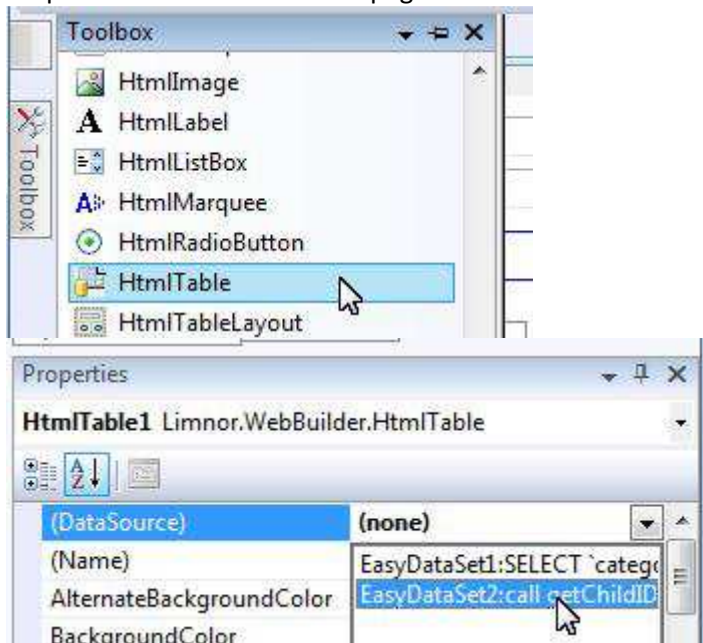 Toolbox
HtmlImage
A HtmlLabel
HtmlListBox
A HtmlMarquee
HtmlRadioButton
HtmlTable
HtmlTableLayout
Toolbox
Properties
HtmlTable1 Limnor.WebBuilder.HtmlTable
A Z
(DataSource) (none)
(Name) EasyDataSet1:SELECT `catego
AlternateBackgroundColor EasyDataSet2:call getChildID
BackgroundColor